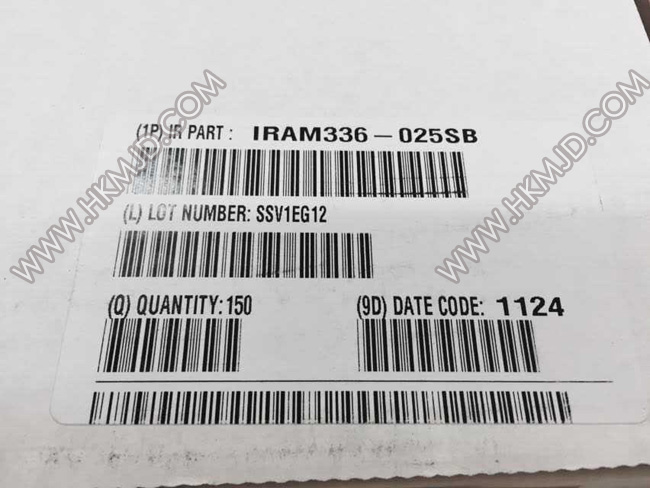 (1P) IR PART: IRAM336-025SB
(L) LOT NUMBER: SSV1EG12
(Q) QUANTITY: 150
(9D) DATE CODE: 1124
WWW.HKMJD.COM
WWW.HKMJD.COM